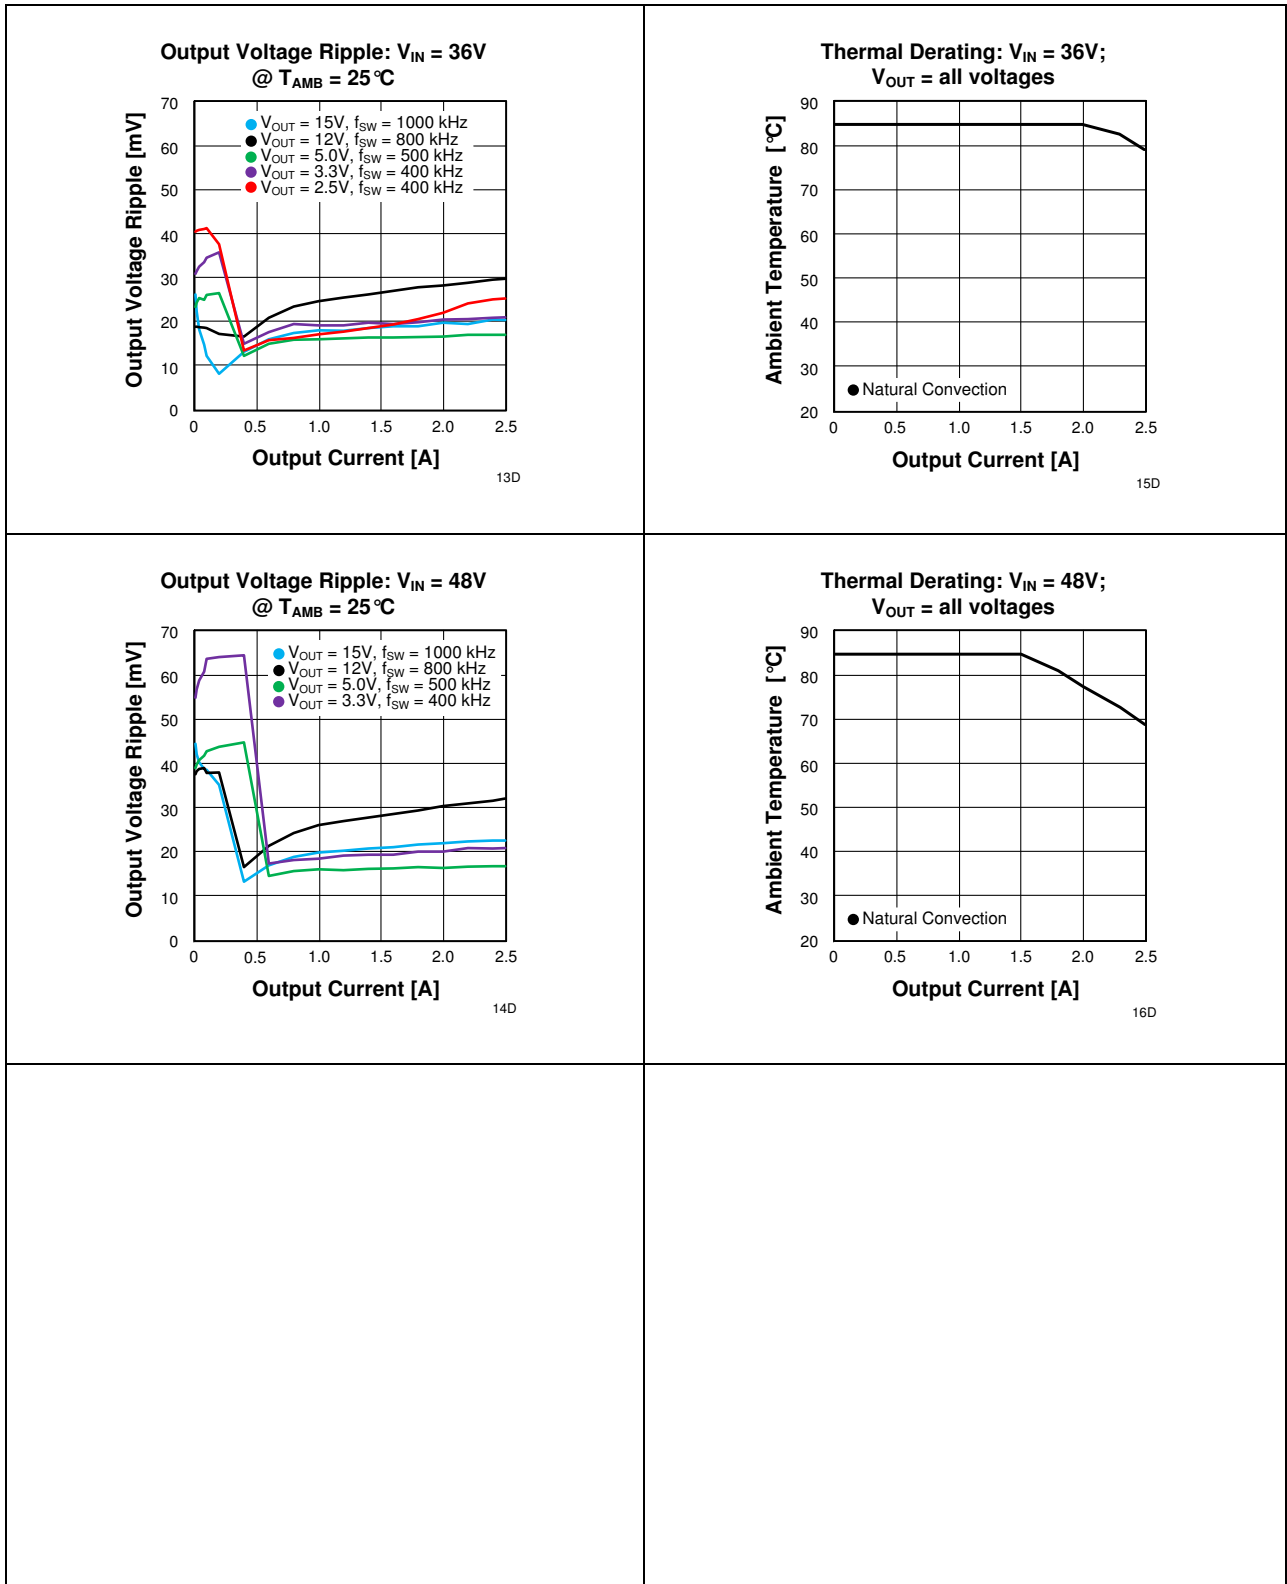 Output Voltage Ripple: VIN = 36V
@ TAMB = 25°C
Output Voltage Ripple [mV]
70
60
50
40
30
20
10
0
VOUT = 15V, fSW = 1000 kHz
VOUT = 12V, fSW = 800 kHz
VOUT = 5.0V, fSW = 500 kHz
VOUT = 3.3V, fSW = 400 kHz
VOUT = 2.5V, fSW = 400 kHz
0 0.5 1.0 1.5 2.0 2.5
Output Current [A]
13D
Thermal Derating: VIN = 36V;
VOUT = all voltages
Ambient Temperature [°C]
90
80
70
60
50
40
30
20
Natural Convection
0 0.5 1.0 1.5 2.0 2.5
Output Current [A]
15D
Output Voltage Ripple: VIN = 48V
@ TAMB = 25°C
Output Voltage Ripple [mV]
70
60
50
40
30
20
10
0
VOUT = 15V, fSW = 1000 kHz
VOUT = 12V, fSW = 800 kHz
VOUT = 5.0V, fSW = 500 kHz
VOUT = 3.3V, fSW = 400 kHz
0 0.5 1.0 1.5 2.0 2.5
Output Current [A]
14D
Thermal Derating: VIN = 48V;
VOUT = all voltages
Ambient Temperature [°C]
90
80
70
60
50
40
30
20
Natural Convection
0 0.5 1.0 1.5 2.0 2.5
Output Current [A]
16D